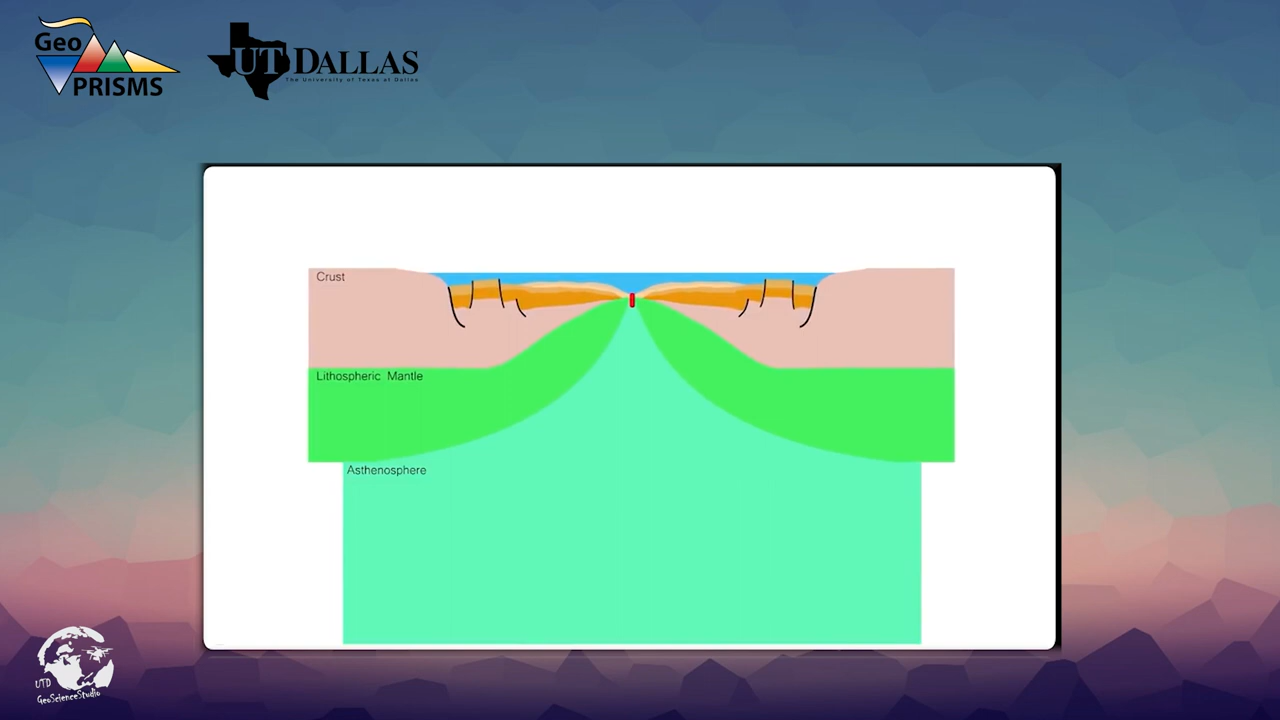 Geo
PRISMS
UT DALLAS
The University of Texas at Dallas
Crust
Lithospheric Mantle
Asthenosphere
UTD
GeoScienceStudio